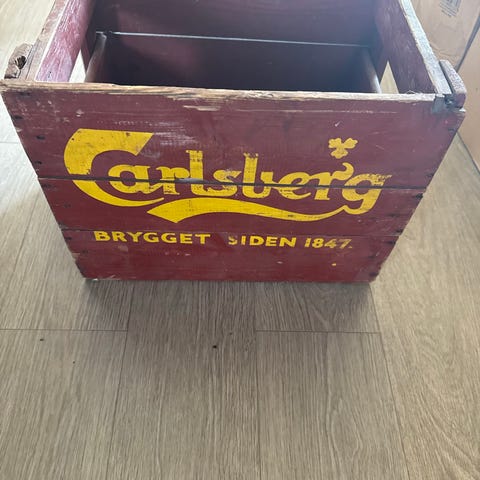 Carlsberg
BRYGGET SIDEN 1847.